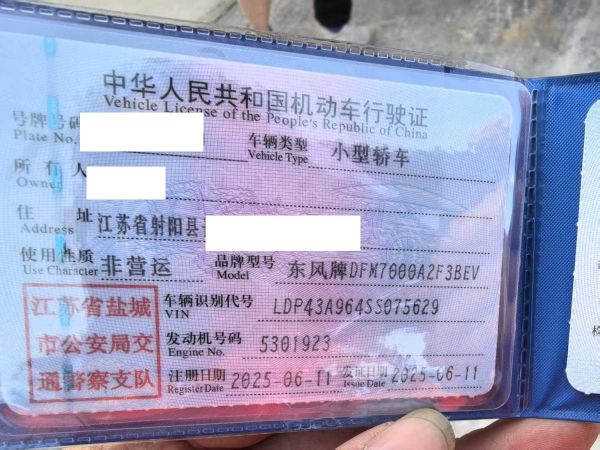 中华人民共和国机动车行驶证
Vehicle License of the People's Republic of China
号牌号码
Plate No.
车辆类型
Vehicle Type
小型轿车
所有人
Owner
住址
Address
江苏省射阳县
使用性质
Use Character
非营运
品牌型号
Model
东风牌DFM7000A2F3BEV
江苏省盐城
市公安局交
通警察支队
车辆识别代号
VIN
LDP43A964SS075629
发动机号码
Engine No.
5301923
注册日期
Register Date
2025-06-11
发证日期
Issue Date
2025-06-11